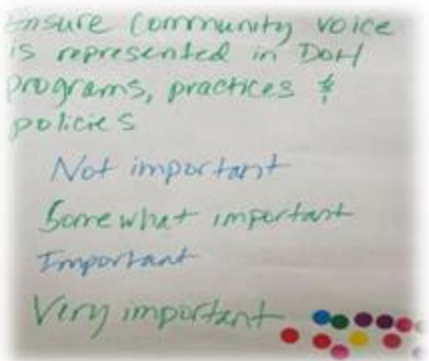 Ensure Community voice
is represented in DOH
programs, practices &
policies
Not important
Somewhat important
Important
Very important